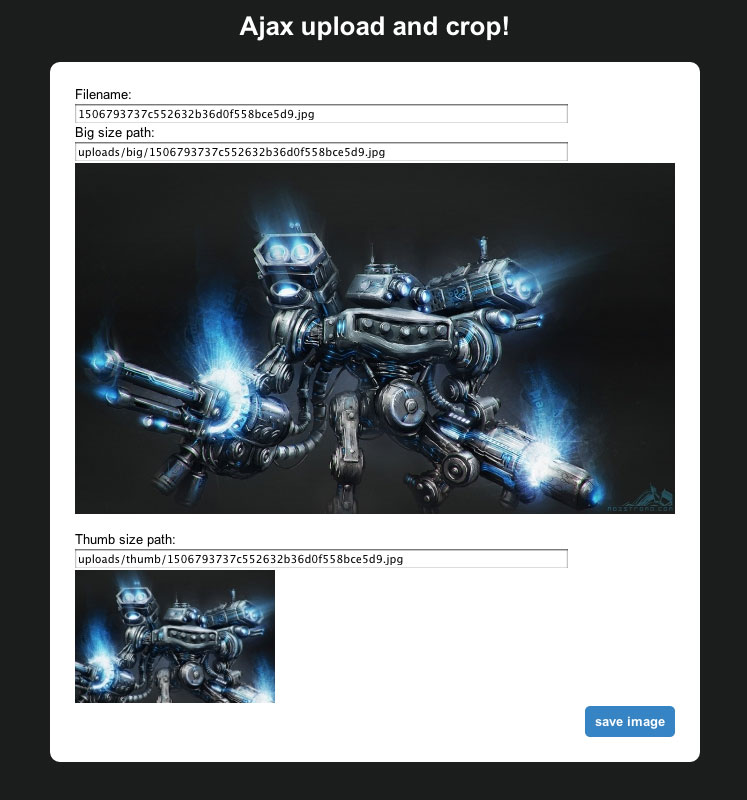 Ajax upload and crop!
Filename:
1506793737c552632b36d0f558bce5d9.jpg
Big size path:
uploads/big/1506793737c552632b36d0f558bce5d9.jpg
Thumb size path:
uploads/thumb/1506793737c552632b36d0f558bce5d9.jpg
save image